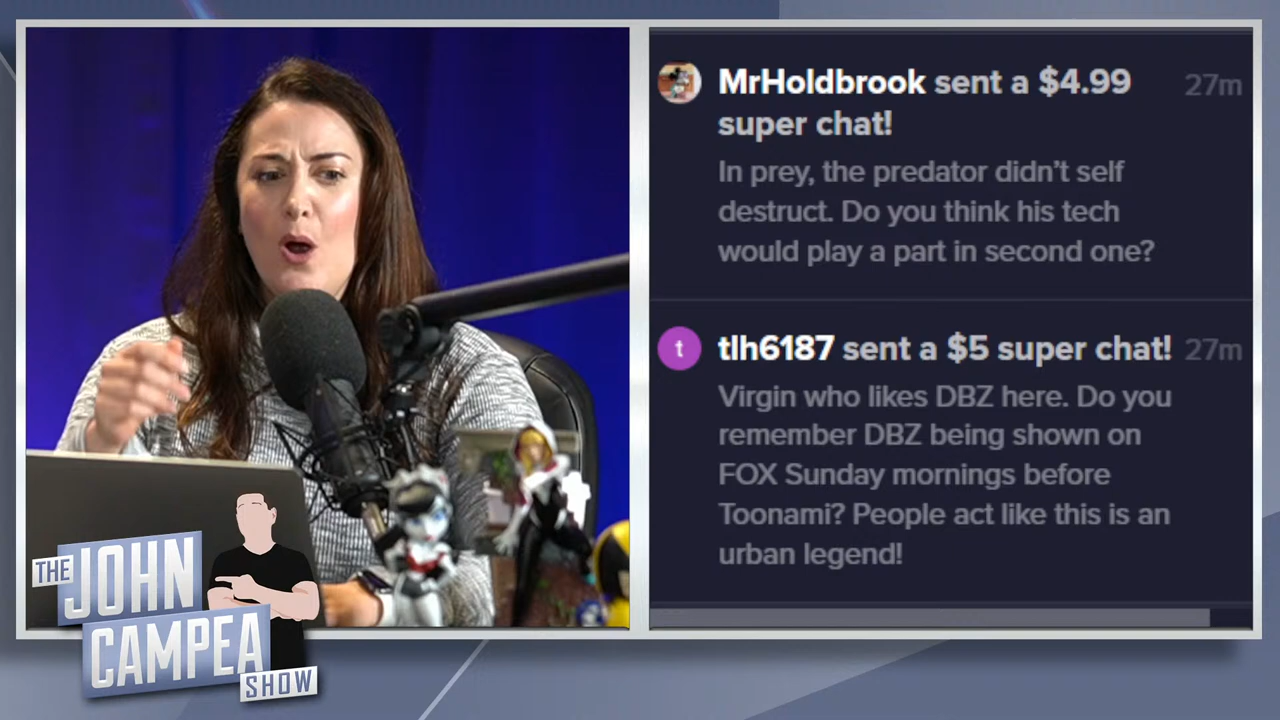 MrHoldbrook sent a $4.99
27m
super chat!
In prey, the predator didn't self
destruct. Do you think his tech
would play a part in second one?
t
tlh6187 sent a $5 super chat!
27m
Virgin who likes DBZ here. Do you
remember DBZ being shown on
FOX Sunday mornings before
Toonami? People act like this is an
urban legend!
THE
JOHN
CAMPEA
SHOW